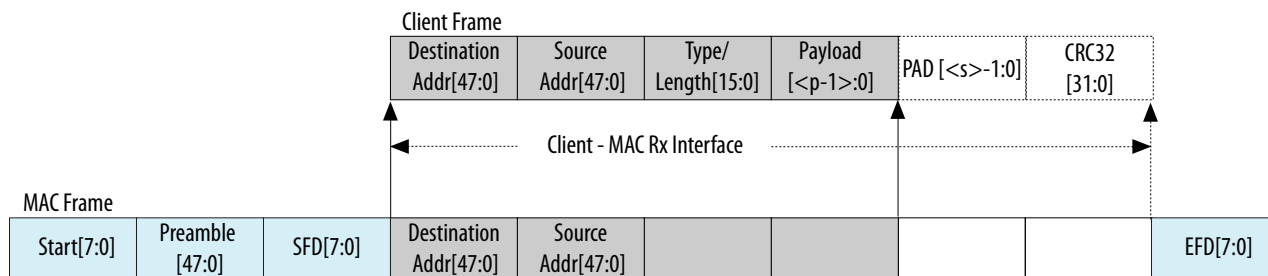 Client Frame
Destination Source Type/ Payload PAD [<s>-1:0] CRC32
Addr[47:0] Addr[47:0] Length[15:0] [<p-1>:0] [31:0]
Client - MAC Rx Interface
MAC Frame
Start[7:0] Preamble SFD[7:0] Destination Source EFD[7:0]
[47:0] Addr[47:0] Addr[47:0]